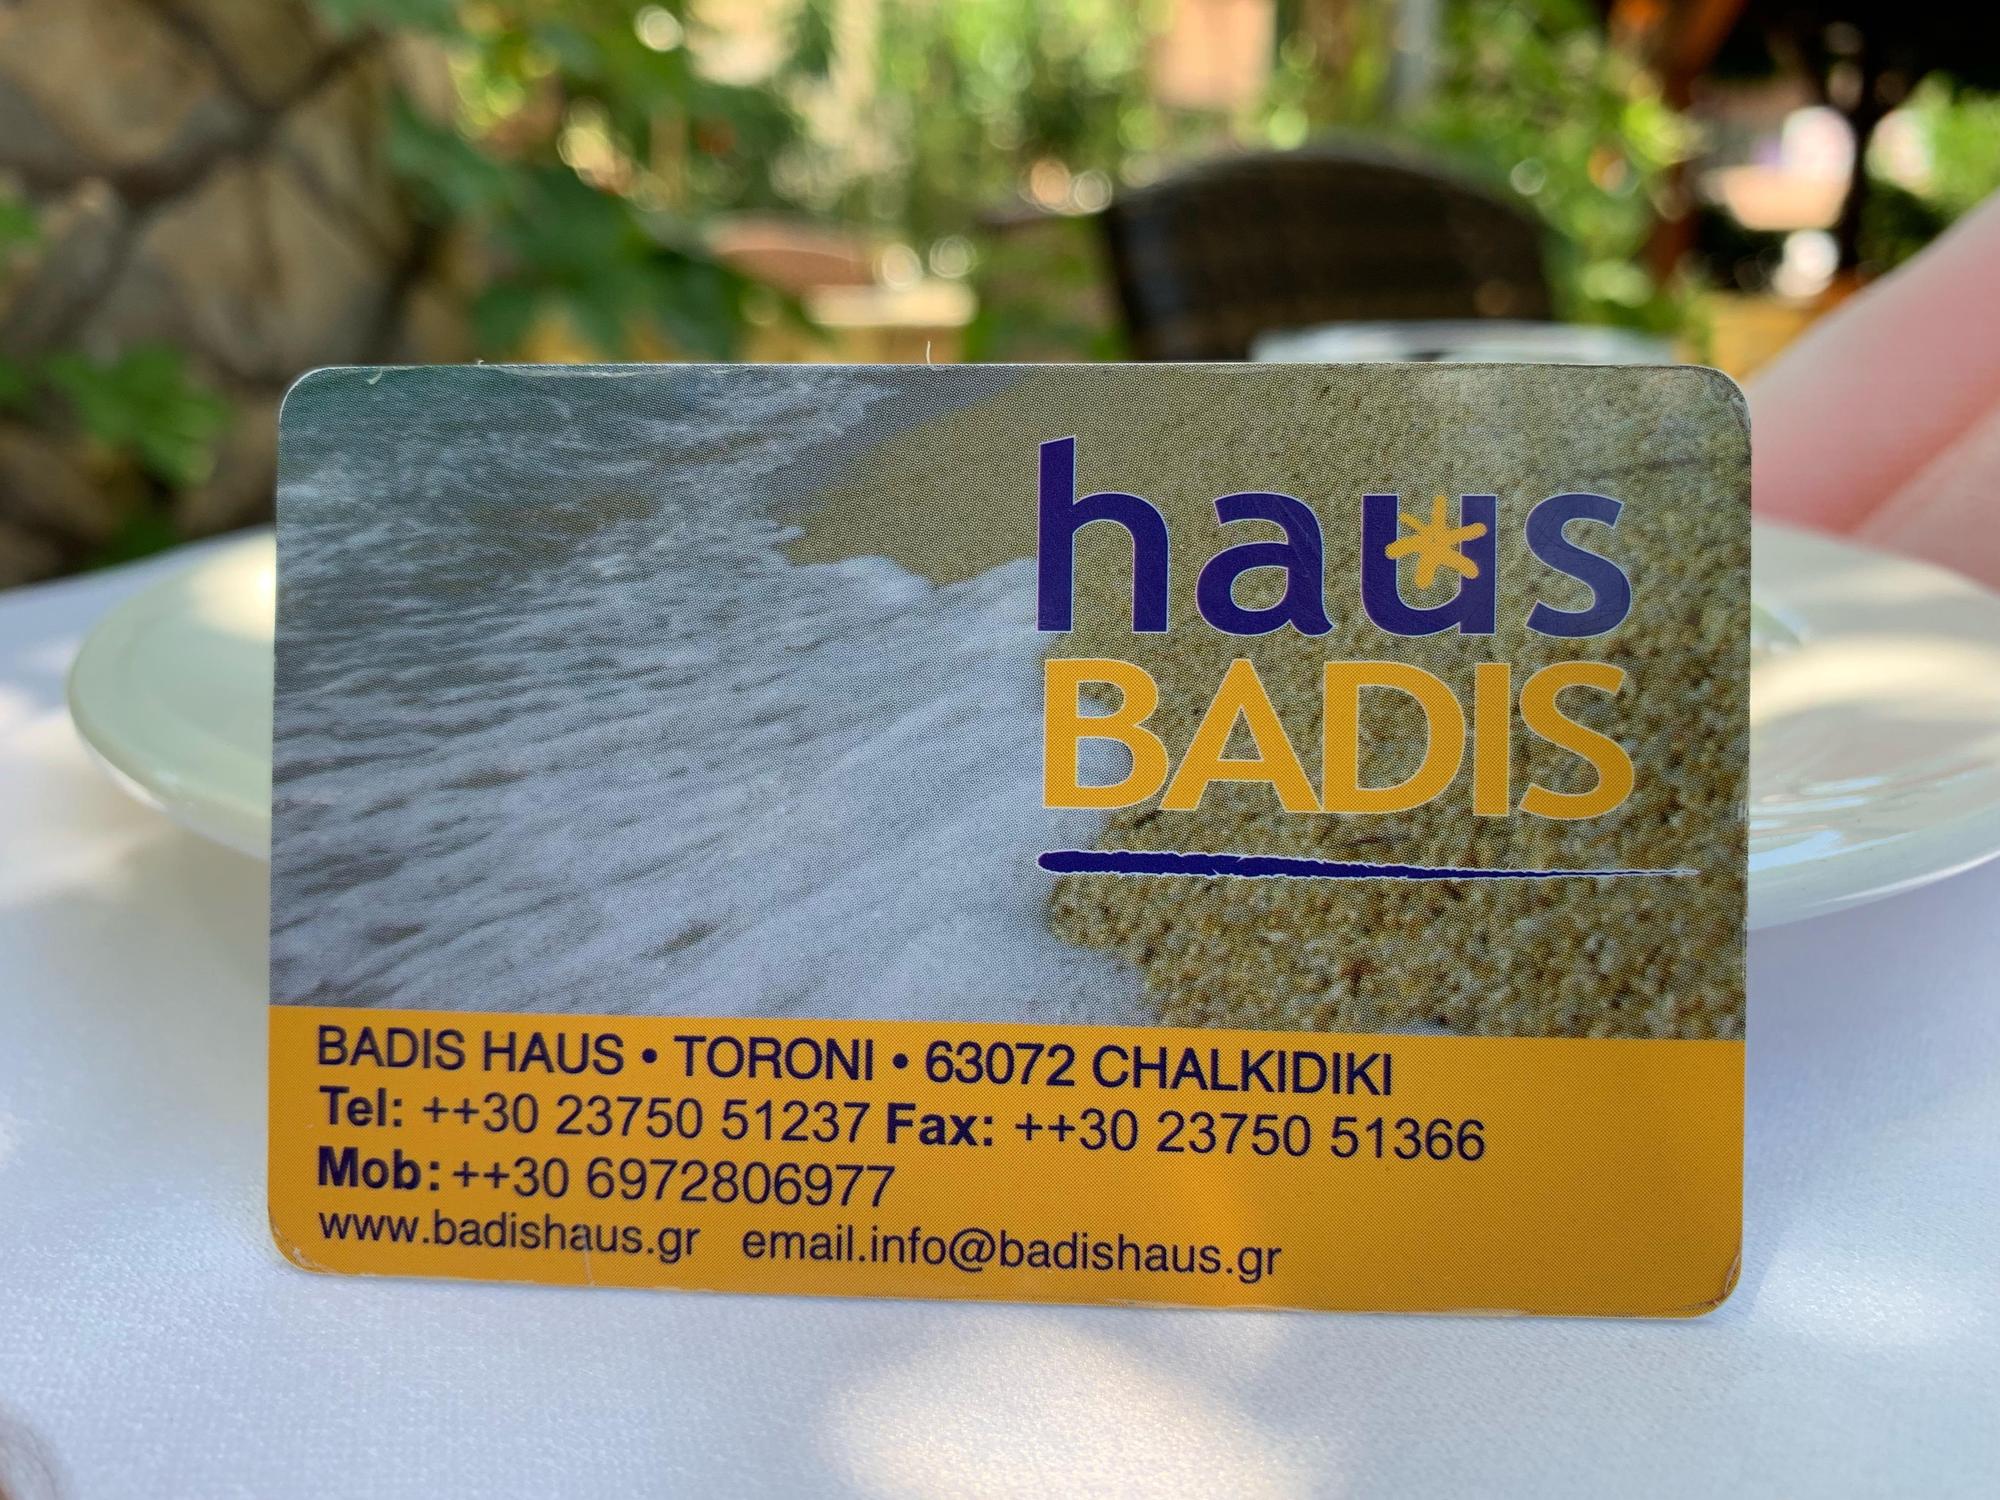 haus
BADIS
BADIS HAUS • TORONI • 63072 CHALKIDIKI
Tel: ++30 23750 51237 Fax: ++30 23750 51366
Mob: ++30 6972806977
www.badishaus.gr email.info@badishaus.gr